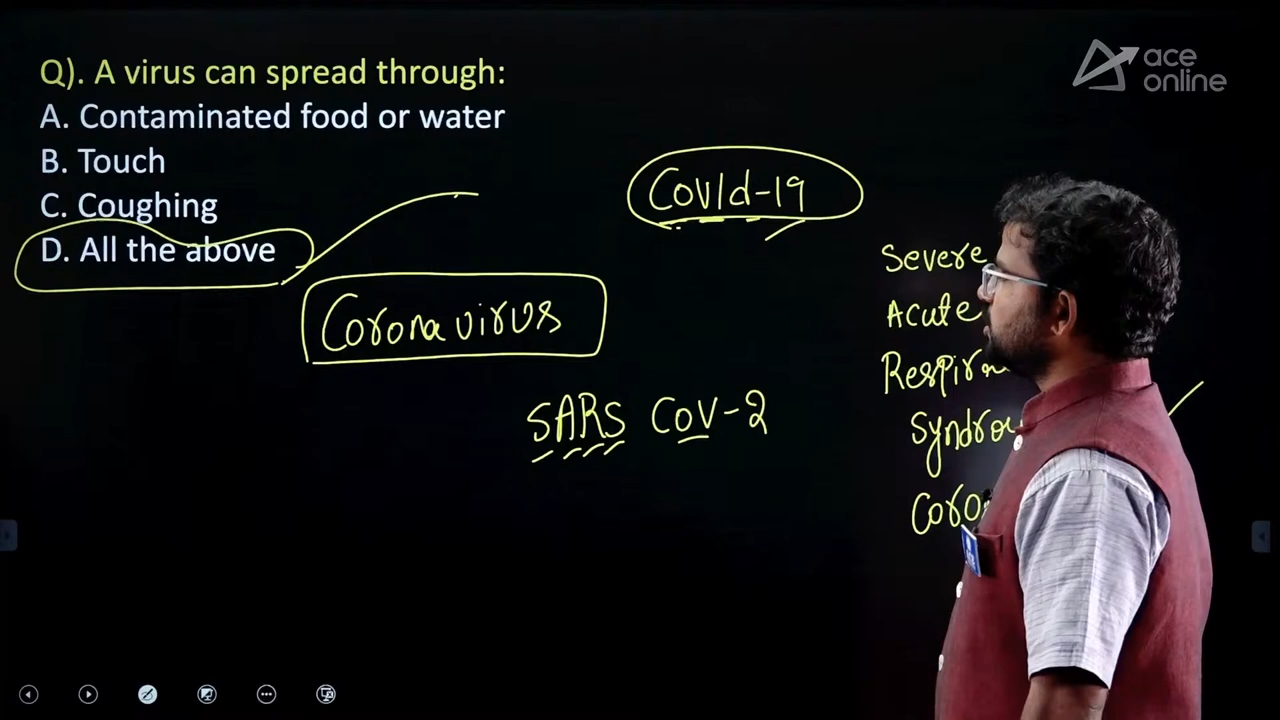 Q). A virus can spread through:
A. Contaminated food or water
B. Touch
C. Coughing
D. All the above
ace
online
Covid-19
Coronavirus
SARS CoV-2
Severe
Acute